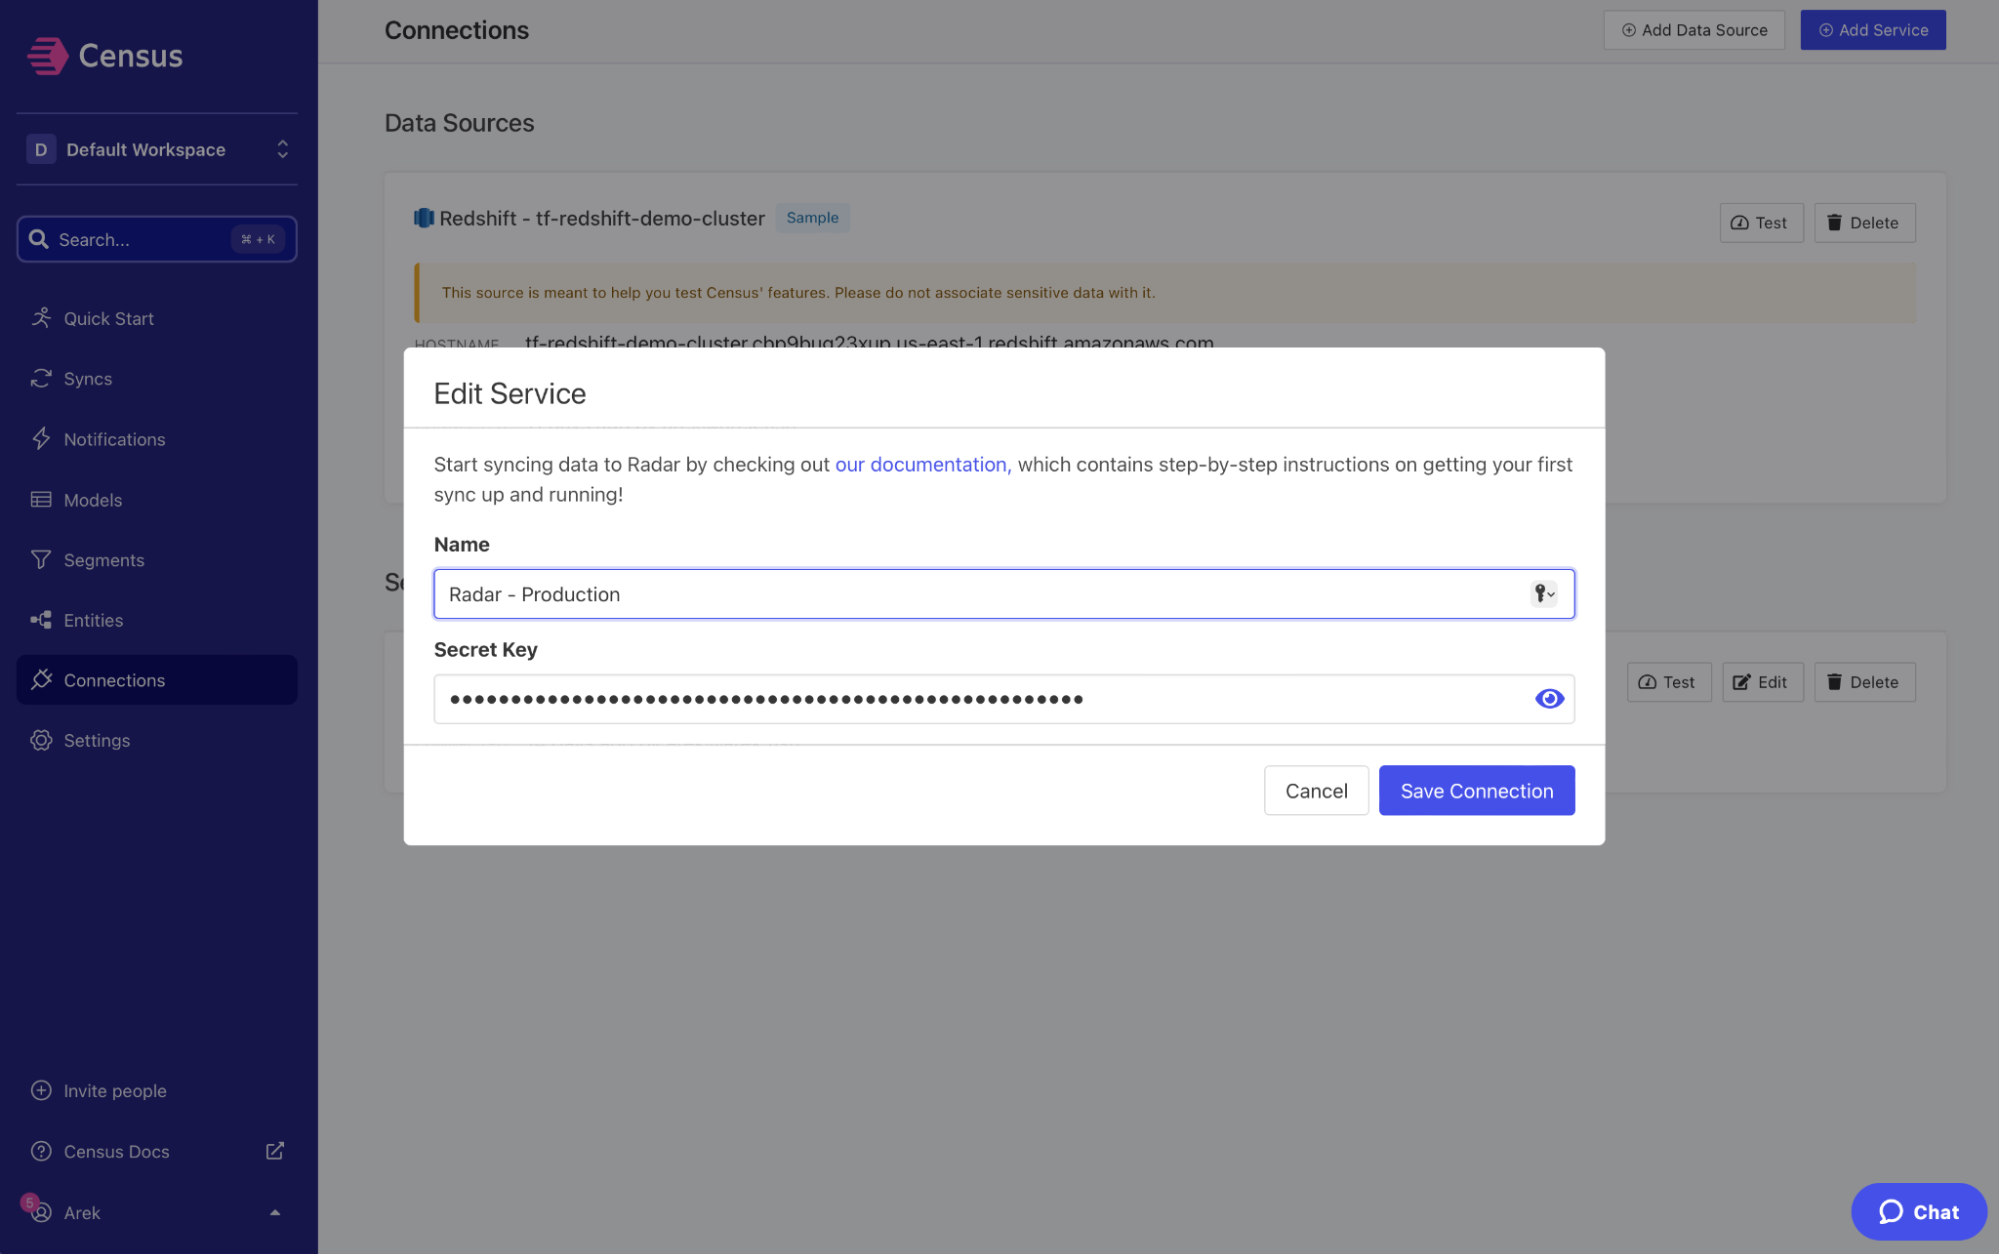 Census
D Default Workspace
Search... ⌘ + K
Quick Start
Syncs
Notifications
Models
Segments
Entities
Connections
Settings
Invite people
Census Docs
5
Arek
Connections
Add Data Source
Add Service
Data Sources
Redshift - tf-redshift-demo-cluster Sample
Test
Delete
This source is meant to help you test Census' features. Please do not associate sensitive data with it.
HOSTNAME tf-redshift-demo-cluster.cbp9bug23xup.us-east-1.redshift.amazonaws.com
Edit Service
Start syncing data to Radar by checking out our documentation, which contains step-by-step instructions on getting your first
sync up and running!
Name
Radar - Production
Secret Key
Cancel
Save Connection
Test
Edit
Delete
Chat